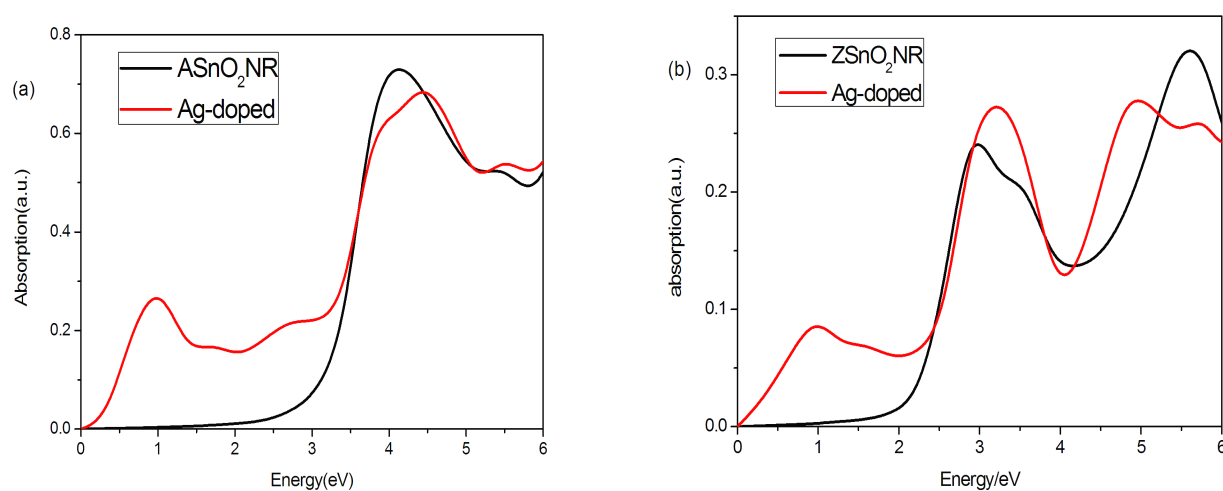 (a)
ASnO₂NR
Ag-doped
Absorption(a.u.)
0.8
0.6
0.4
0.2
0.0
0 1 2 3 4 5 6
Energy(eV)
(b)
ZSnO₂NR
Ag-doped
absorption(a.u.)
0.3
0.2
0.1
0.0
0 1 2 3 4 5 6
Energy/eV